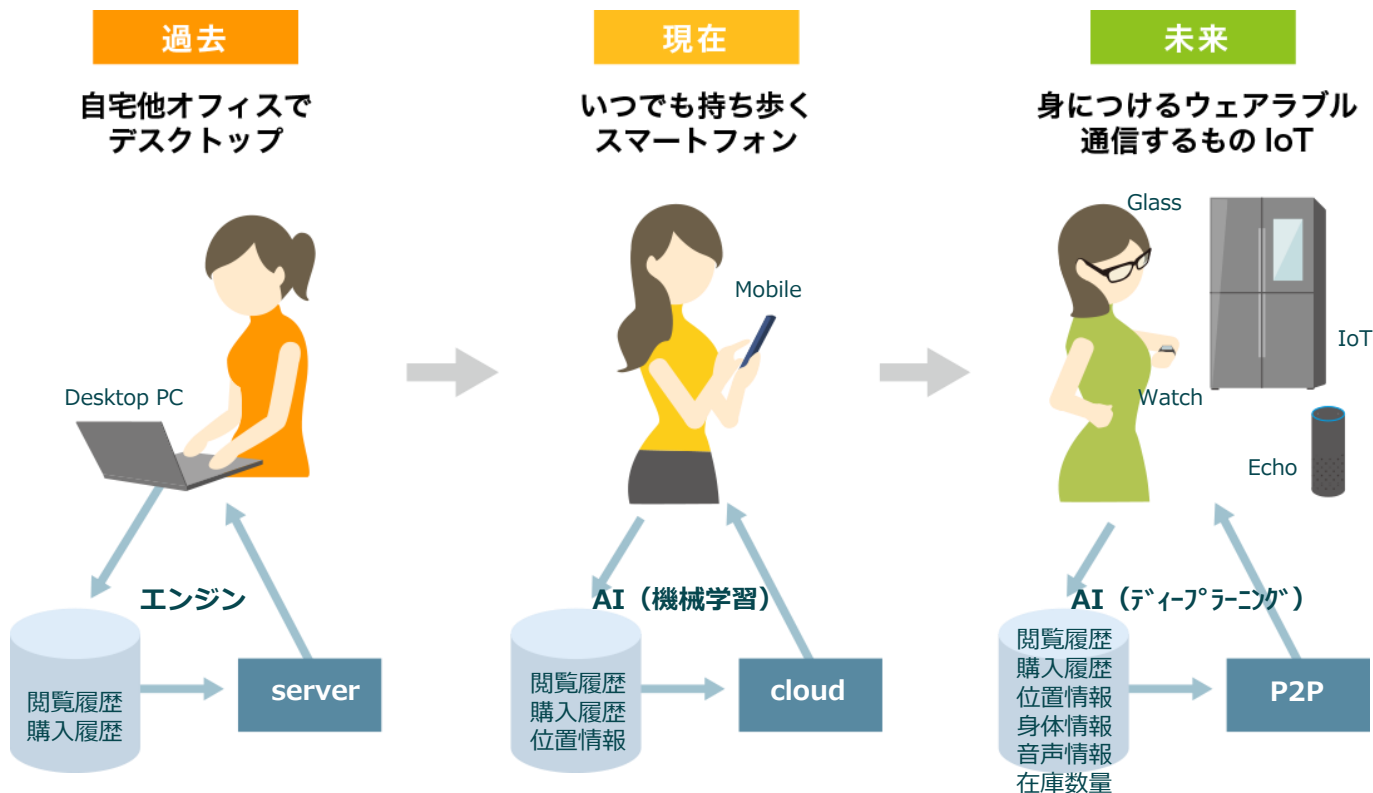 過去
自宅他オフィスで
デスクトップ
Desktop PC
エンジン
閲覧履歴
購入履歴
server
現在
いつでも持ち歩く
スマートフォン
Mobile
AI（機械学習）
閲覧履歴
購入履歴
位置情報
cloud
未来
身につけるウェアラブル
通信するもの IoT
Glass
IoT
Watch
Echo
AI（ﾃﾞｨｰﾌﾟﾗｰﾆﾝｸﾞ）
閲覧履歴
購入履歴
位置情報
身体情報
音声情報
在庫数量
P2P